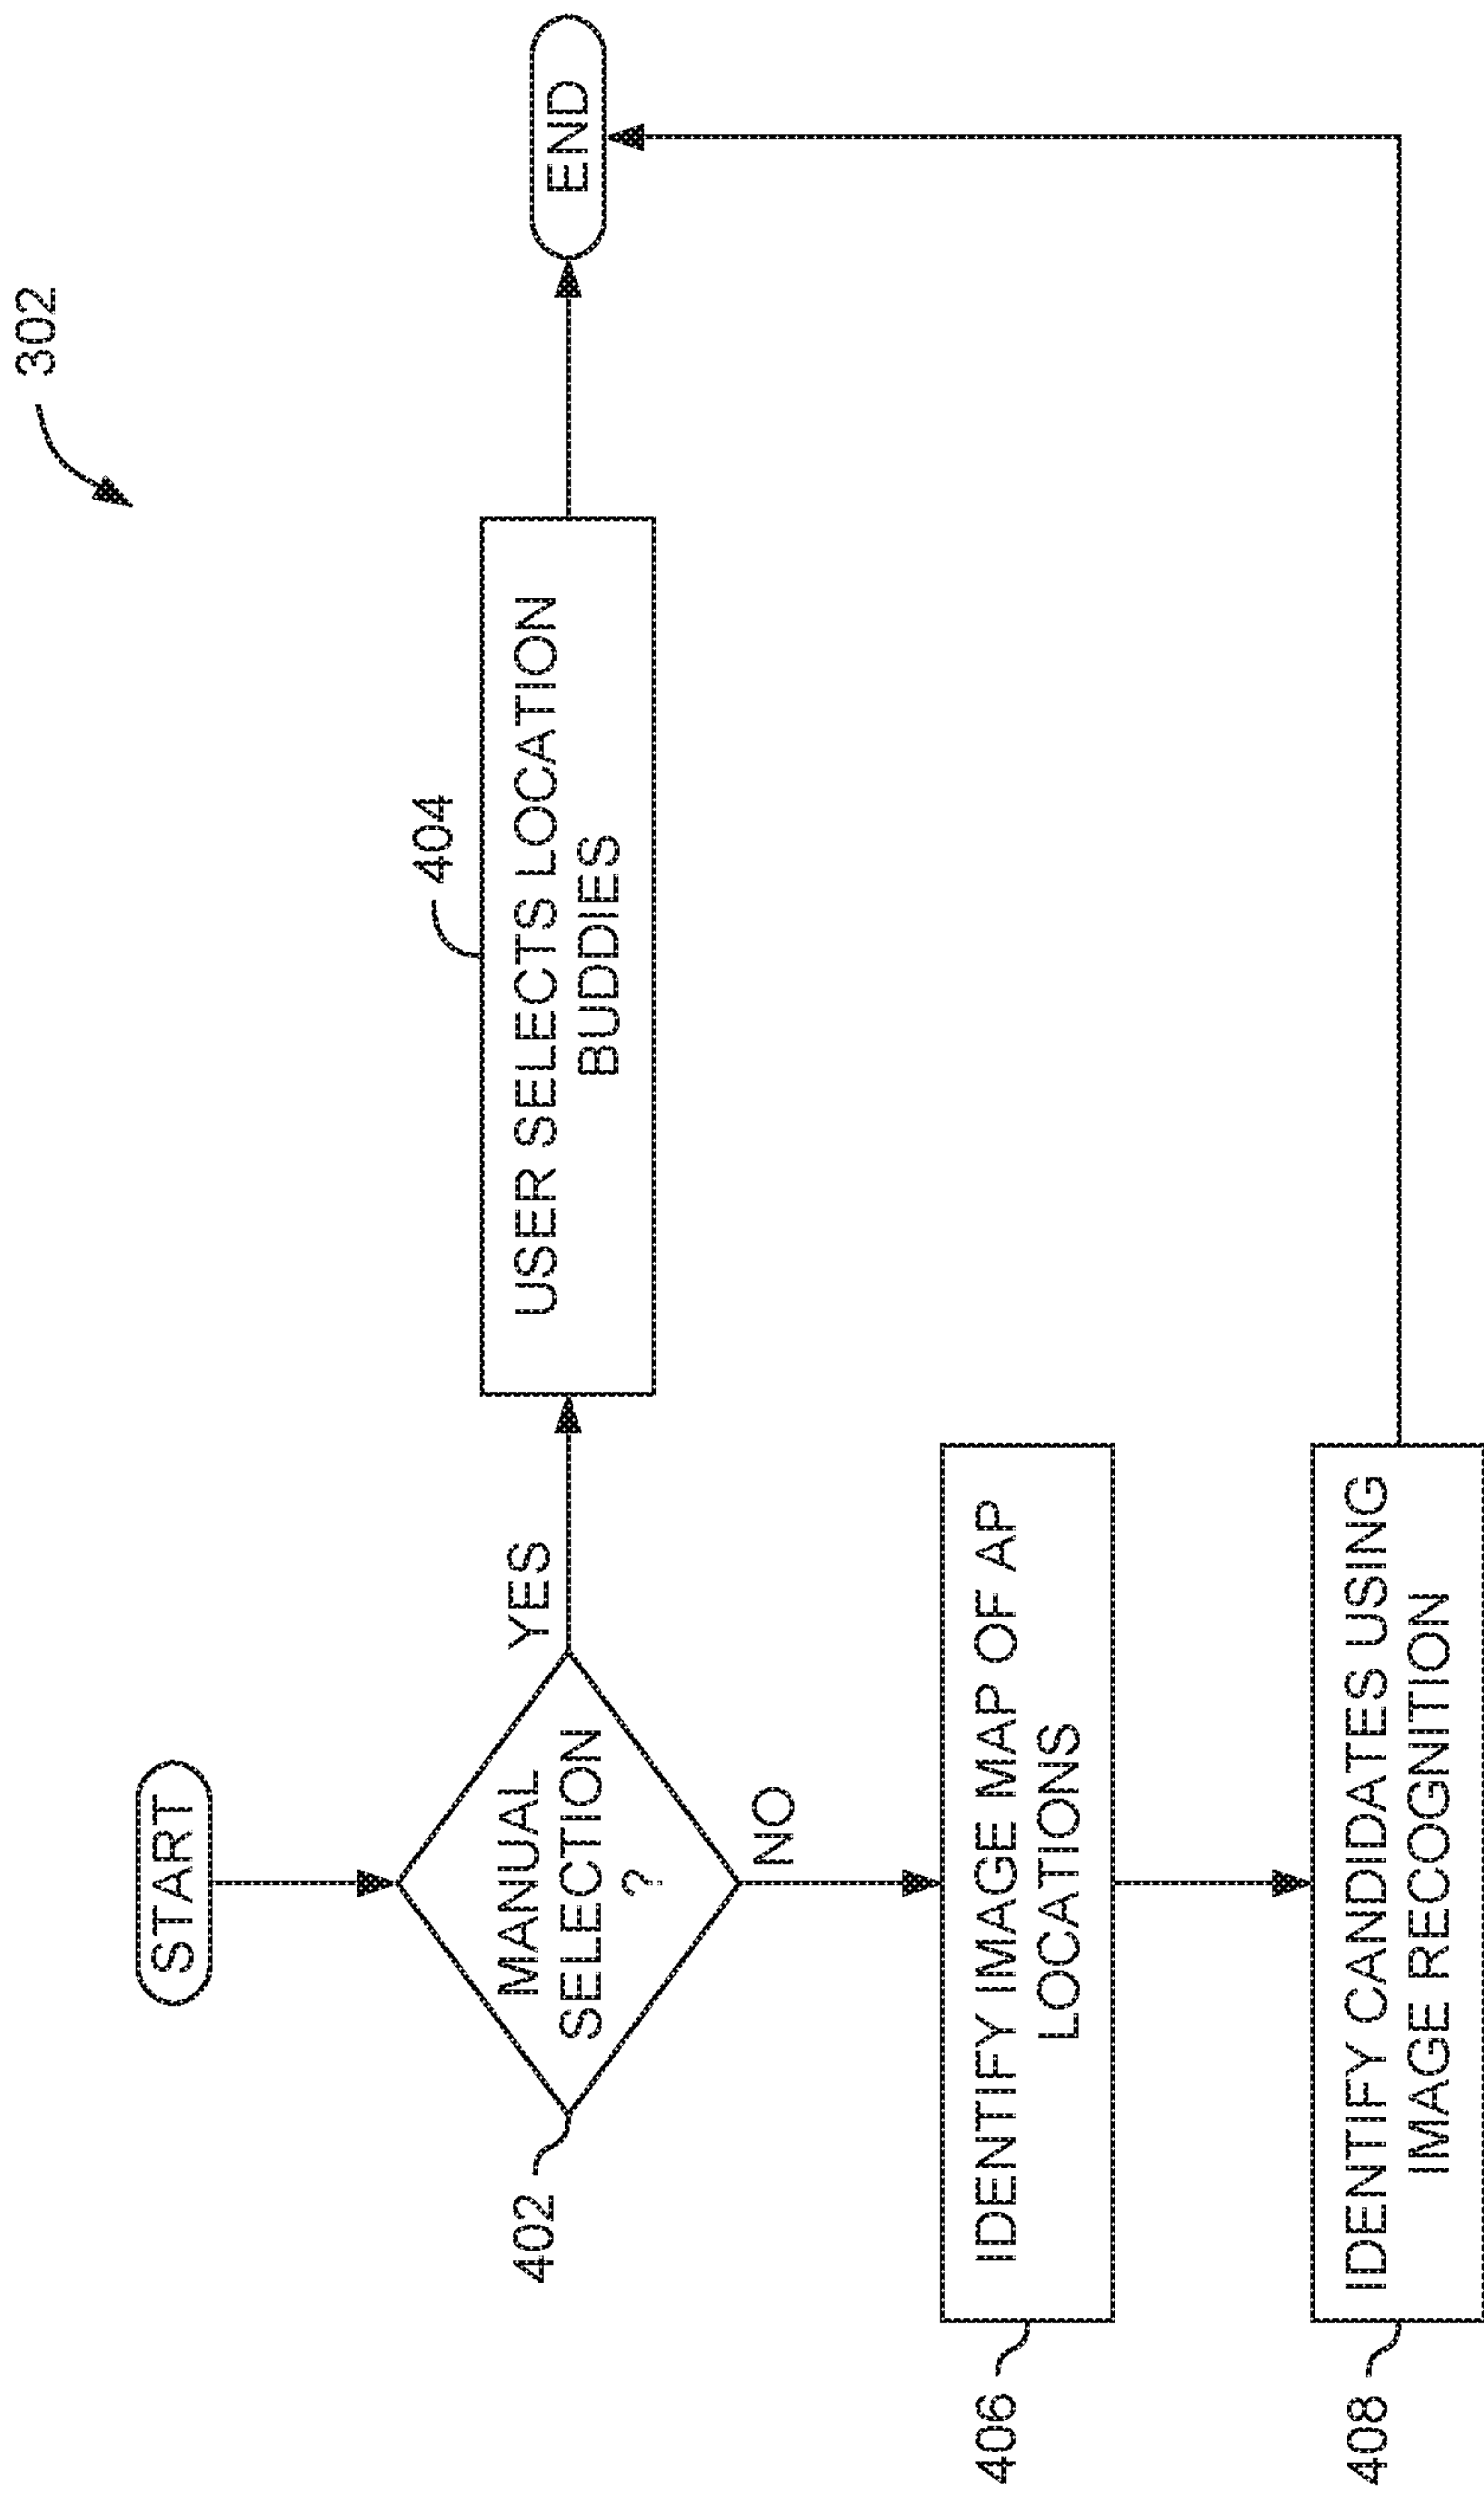 302
START
402
MANUAL
SELECTION
?
YES
404
USER SELECTS LOCATION
BUDDIES
END
NO
406
IDENTIFY IMAGE MAP OF AP
LOCATIONS
408
IDENTIFY CANDIDATES USING
IMAGE RECOGNITION